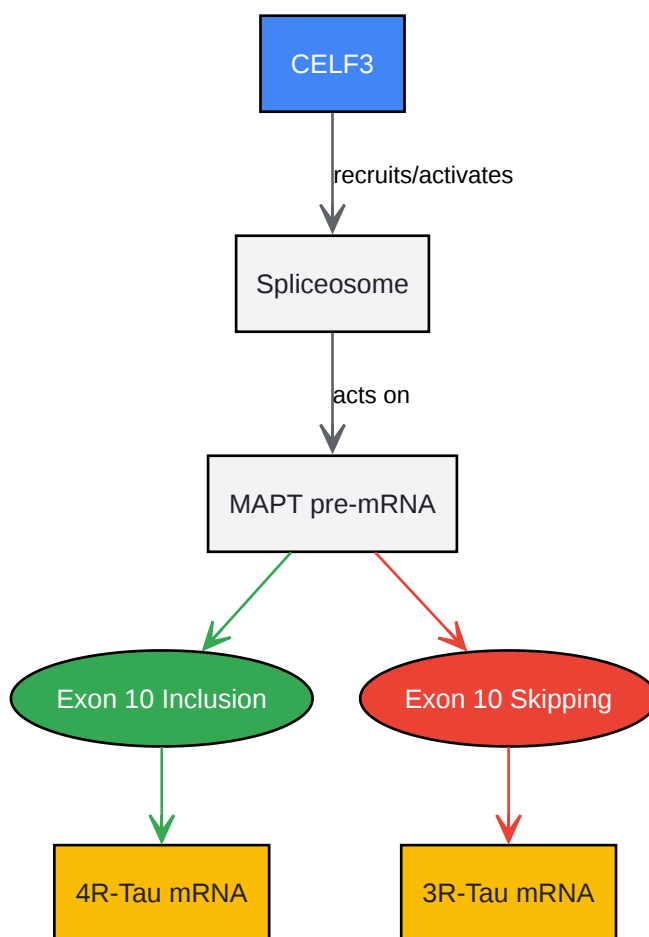 CELF3
recruits/activates
Spliceosome
acts on
MAPT pre-mRNA
Exon 10 Inclusion
Exon 10 Skipping
4R-Tau mRNA
3R-Tau mRNA